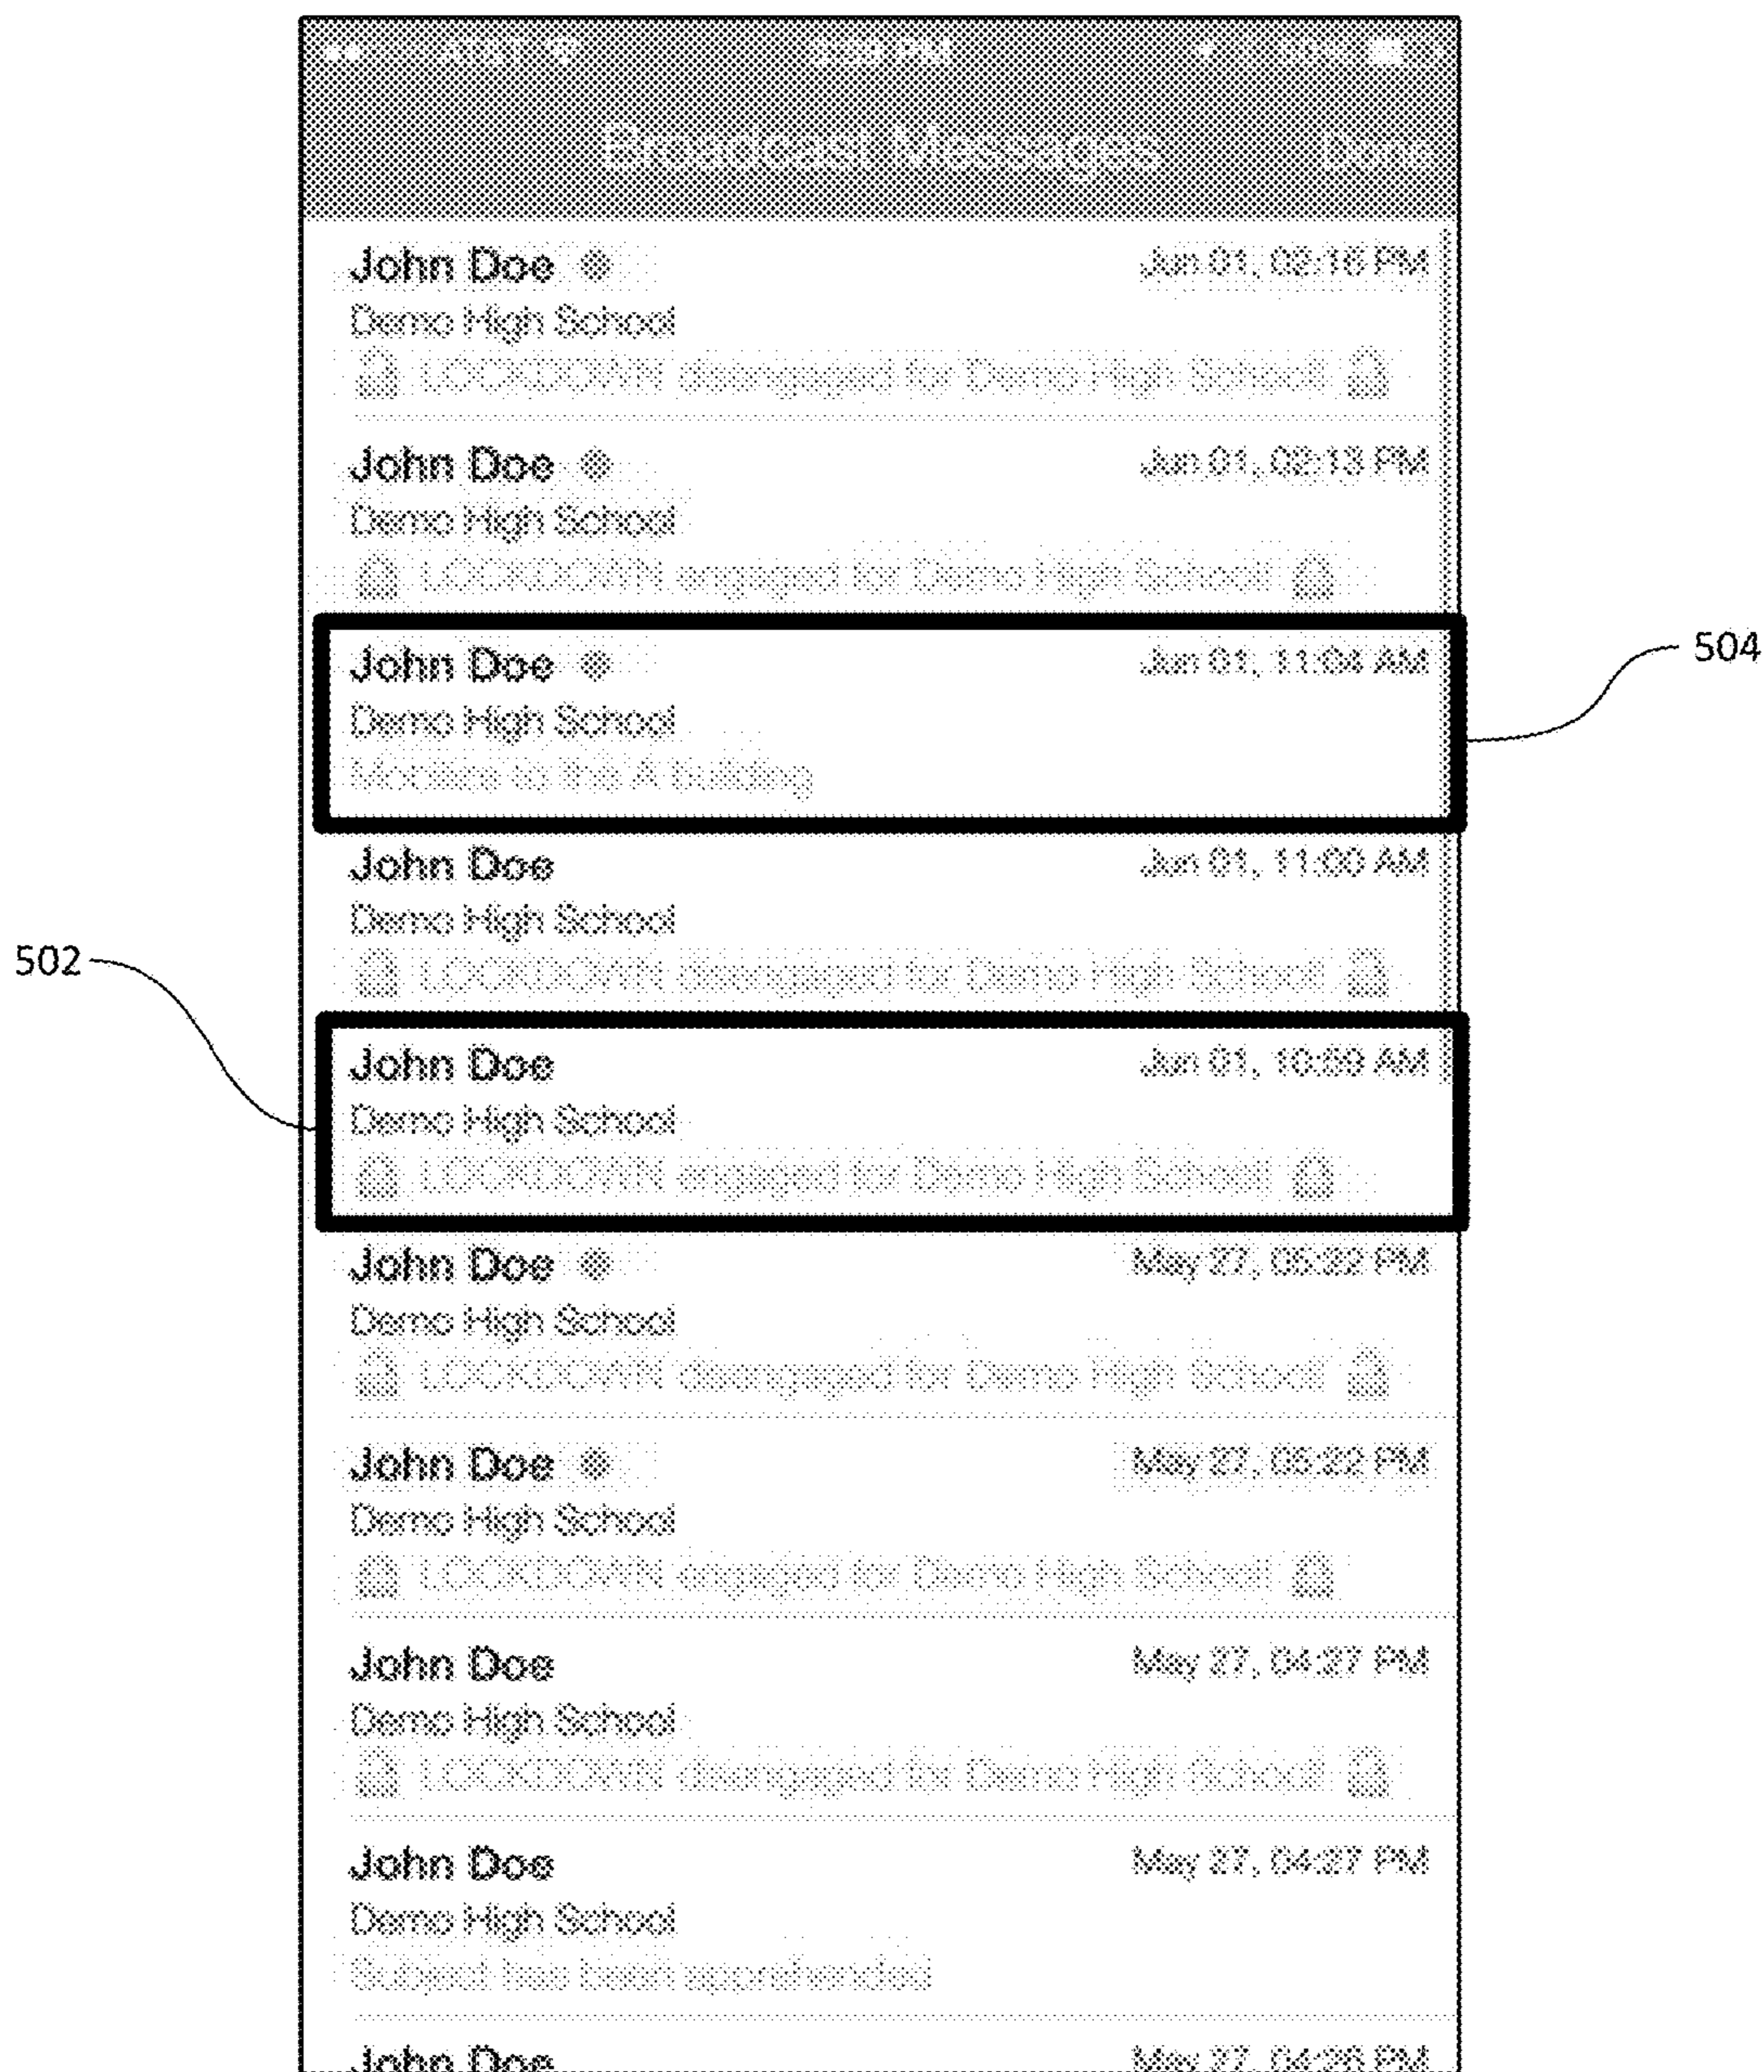 AT&T PM
Broadcast Messages Done
John Doe Jun 01, 02:16 PM
Demo High School
LOCKDOWN disengaged for Demo High School!
John Doe Jun 01, 02:13 PM
Demo High School
LOCKDOWN engaged for Demo High School!
504
John Doe Jun 01, 11:04 AM
Demo High School
to the A building
John Doe Jun 01, 11:00 AM
Demo High School
LOCKDOWN disengaged for Demo High School!
502
John Doe Jun 01, 10:59 AM
Demo High School
LOCKDOWN engaged for Demo High School!
John Doe May 27, 05:22 PM
Demo High School
LOCKDOWN disengaged for Demo High School!
John Doe May 27, 05:22 PM
Demo High School
LOCKDOWN engaged for Demo High School!
John Doe May 27, 04:27 PM
Demo High School
LOCKDOWN disengaged for Demo High School!
John Doe May 27, 04:27 PM
Demo High School
Subject has been apprehended
John Doe May 27,